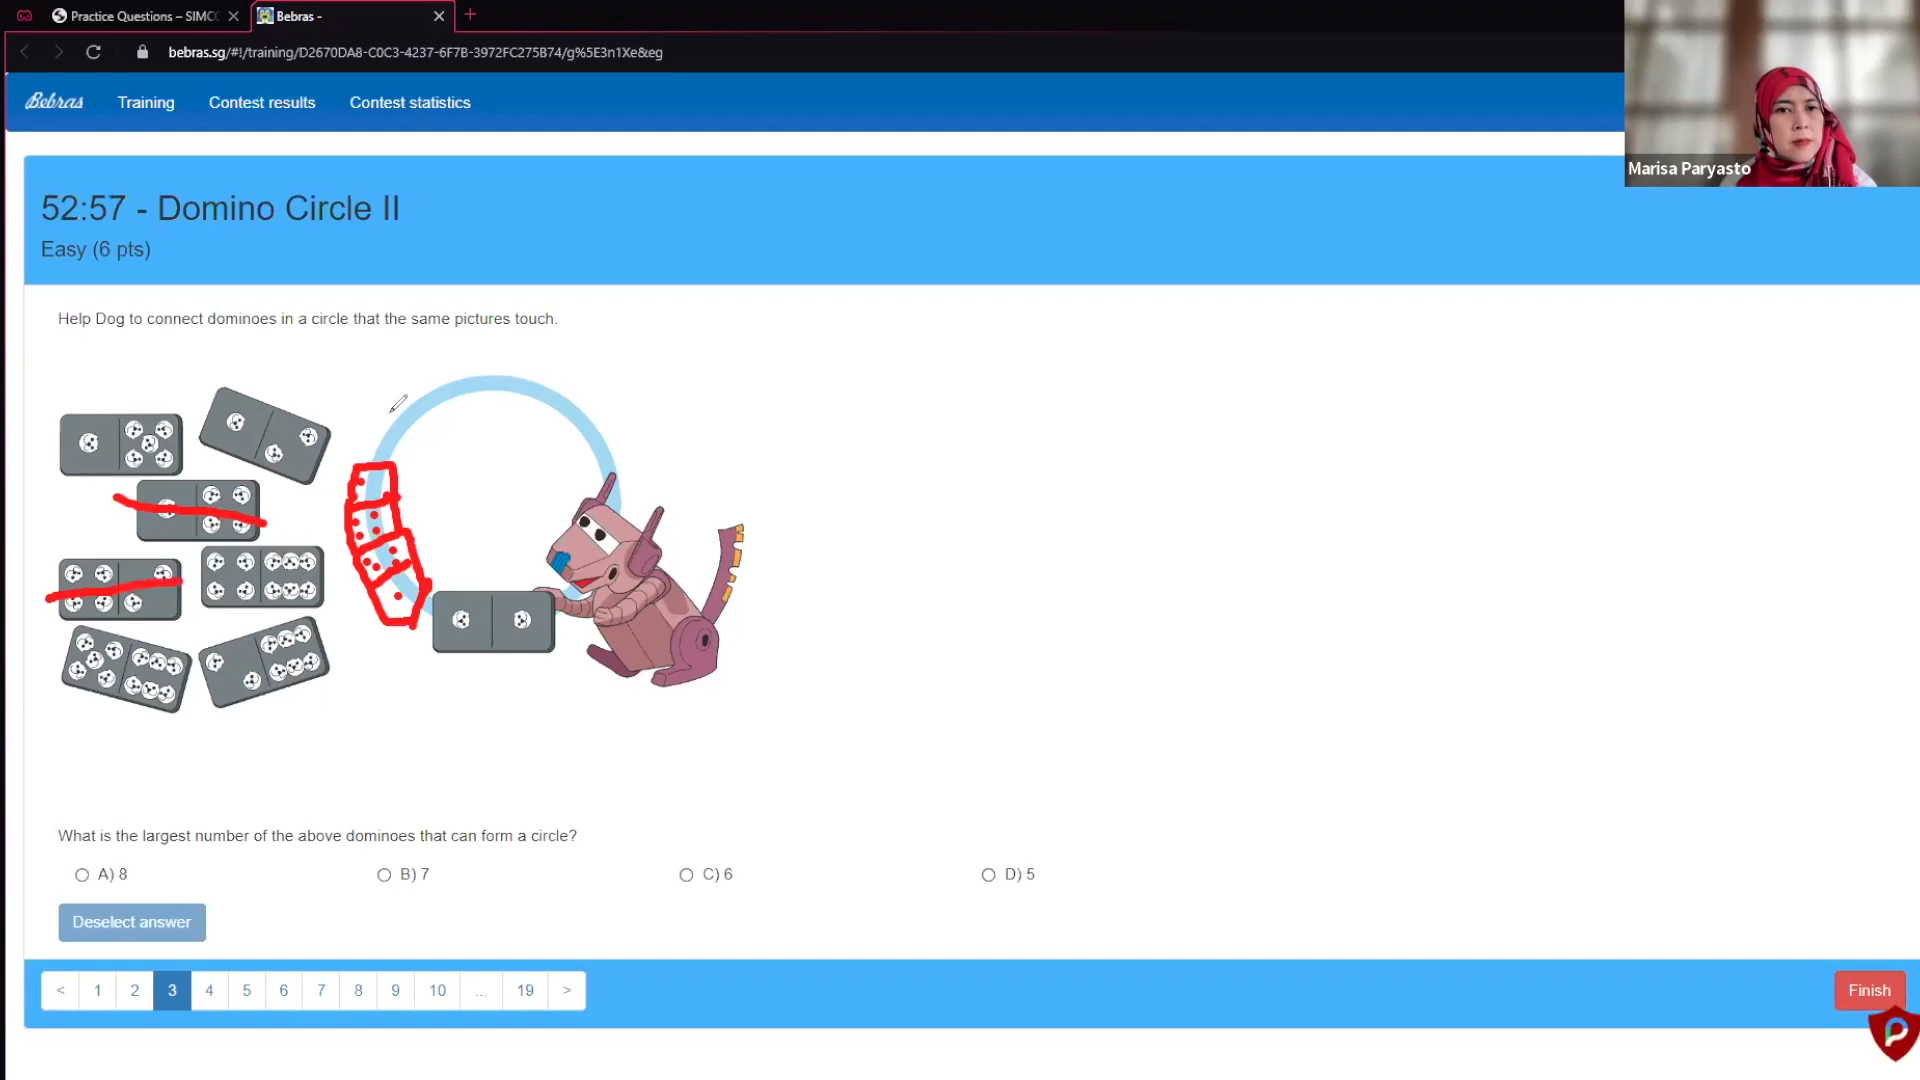 Practice Questions – SIMC
Bebras -
bebras.sg/#!/training/D2670DA8-C0C3-4237-6F7B-3972FC275B74/g%5E3n1Xe&eg
Bebras
Training
Contest results
Contest statistics
Marisa Paryasto
52:57 - Domino Circle II
Easy (6 pts)
Help Dog to connect dominoes in a circle that the same pictures touch.
What is the largest number of the above dominoes that can form a circle?
A) 8
B) 7
C) 6
D) 5
Deselect answer
< 1 2 3 4 5 6 7 8 9 10 ... 19 >
Finish